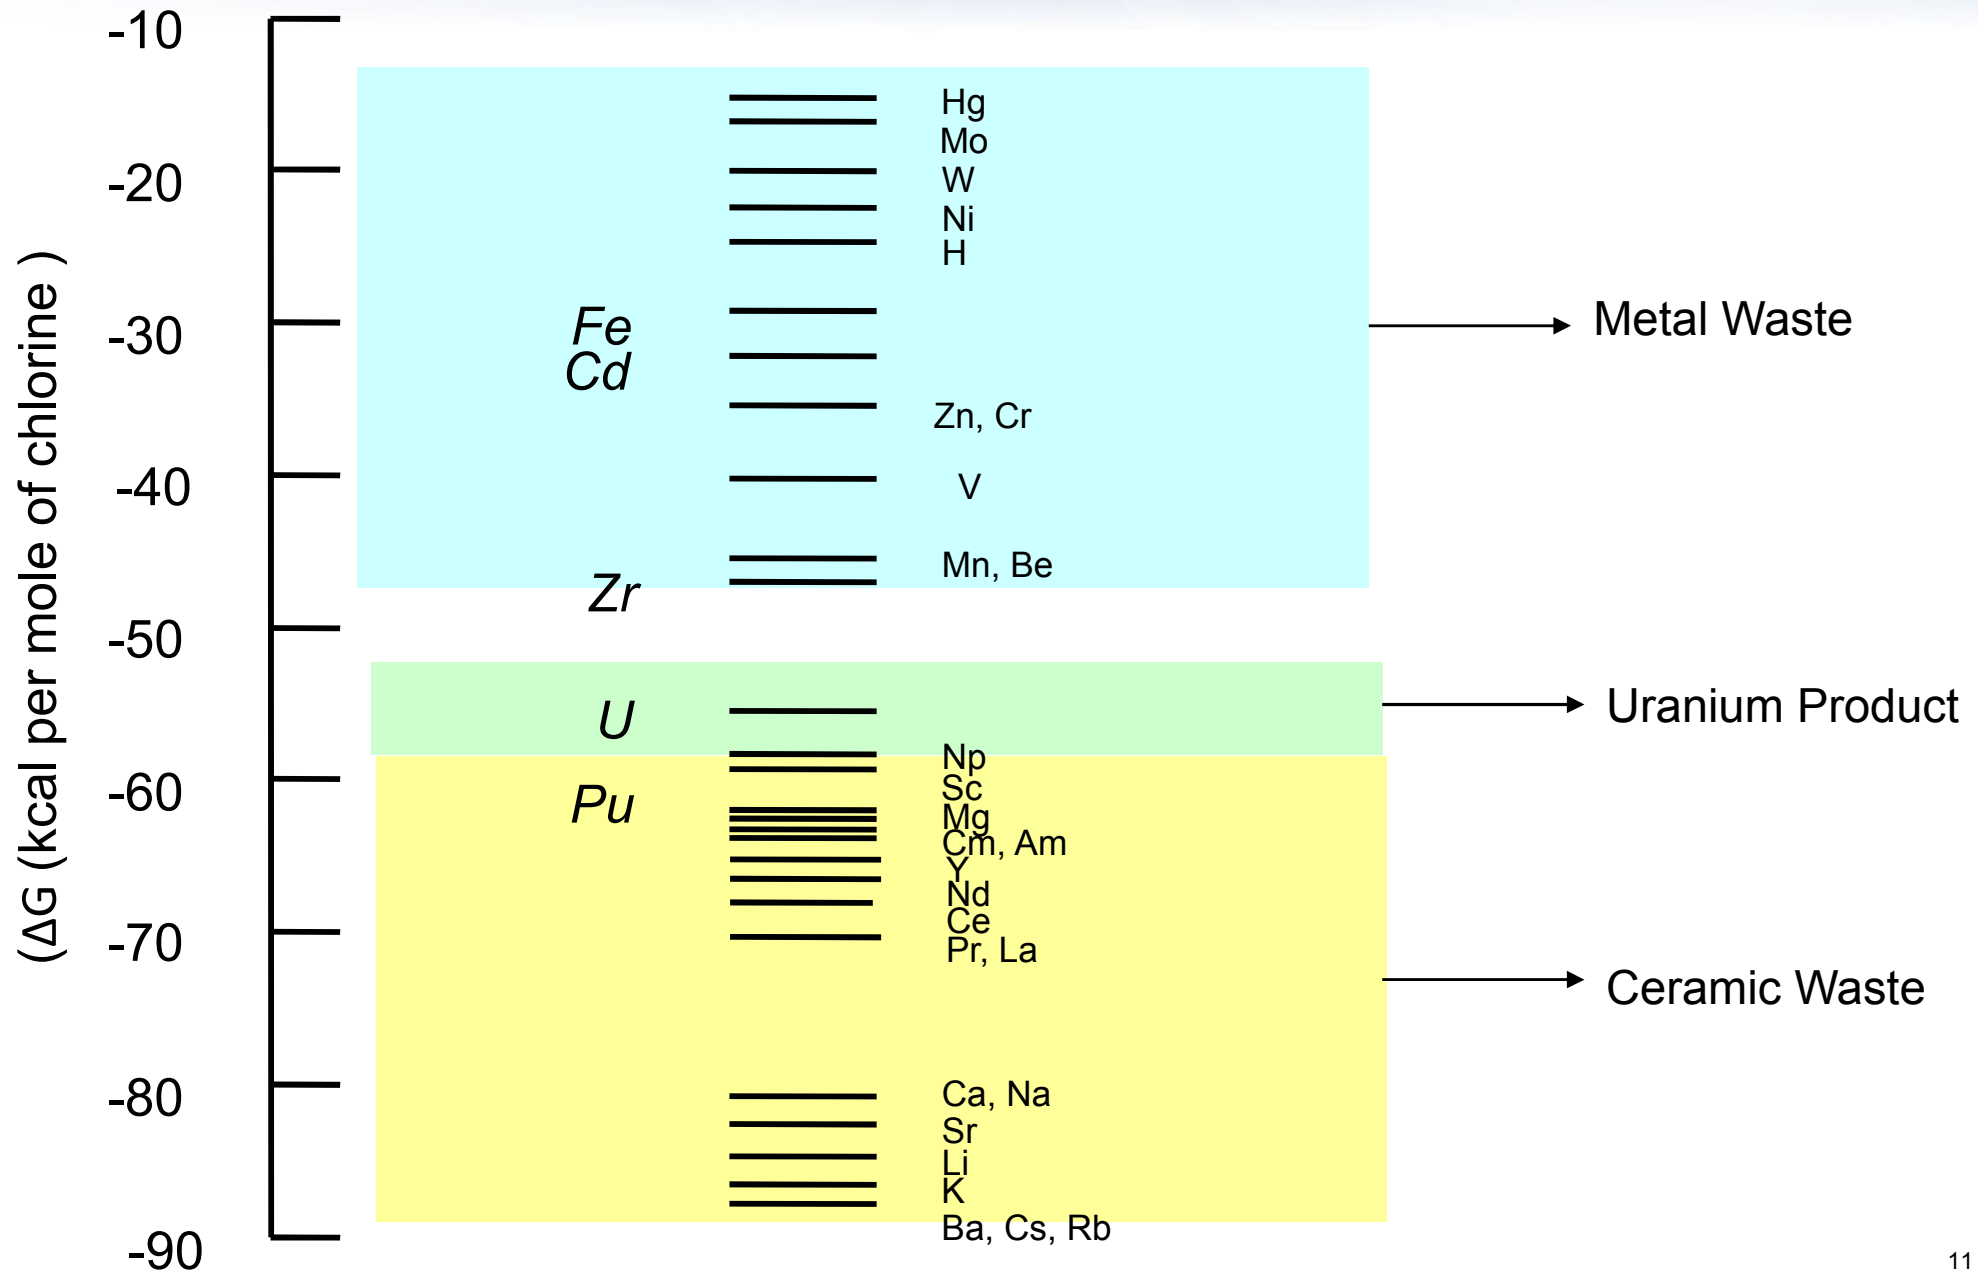 (ΔG (kcal per mole of chlorine )
-10
-20
-30
-40
-50
-60
-70
-80
-90
Fe
Cd
Zr
U
Pu
Hg
Mo
W
Ni
H
Zn, Cr
V
Mn, Be
Np
Sc
Mg
Cm, Am
Y
Nd
Ce
Pr, La
Ca, Na
Sr
Li
K
Ba, Cs, Rb
Metal Waste
Uranium Product
Ceramic Waste
11